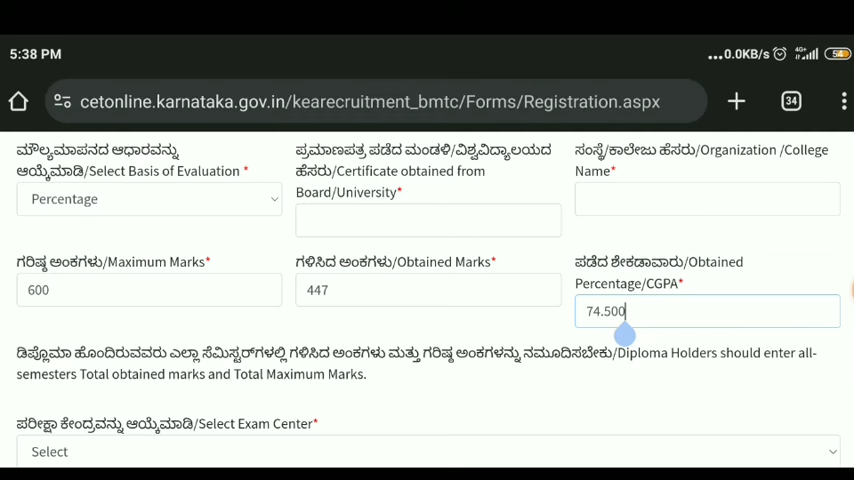 5:38 PM
...0.0KB/s 4G+ 54
cetonline.karnataka.gov.in/kearecruitment_bmtc/Forms/Registration.aspx 34
ಮೌಲ್ಯಮಾಪನದ ಆಧಾರವನ್ನು
ಆಯ್ಕೆಮಾಡಿ/Select Basis of Evaluation *
Percentage
ಪ್ರಮಾಣಪತ್ರ ಪಡೆದ ಮಂಡಳಿ/ವಿಶ್ವವಿದ್ಯಾಲಯದ
ಹೆಸರು/Certificate obtained from
Board/University*
ಸಂಸ್ಥೆ/ಕಾಲೇಜು ಹೆಸರು/Organization /College
Name*
ಗರಿಷ್ಠ ಅಂಕಗಳು/Maximum Marks*
600
ಗಳಿಸಿದ ಅಂಕಗಳು/Obtained Marks*
447
ಪಡೆದ ಶೇಕಡಾವಾರು/Obtained
Percentage/CGPA*
74.500
ಡಿಪ್ಲೊಮಾ ಹೊಂದಿರುವವರು ಎಲ್ಲಾ ಸೆಮಿಸ್ಟರ್‌ಗಳಲ್ಲಿ ಗಳಿಸಿದ ಅಂಕಗಳು ಮತ್ತು ಗರಿಷ್ಠ ಅಂಕಗಳನ್ನು ನಮೂದಿಸಬೇಕು/Diploma Holders should enter all-
semesters Total obtained marks and Total Maximum Marks.
ಪರೀಕ್ಷಾ ಕೇಂದ್ರವನ್ನು ಆಯ್ಕೆಮಾಡಿ/Select Exam Center*
Select